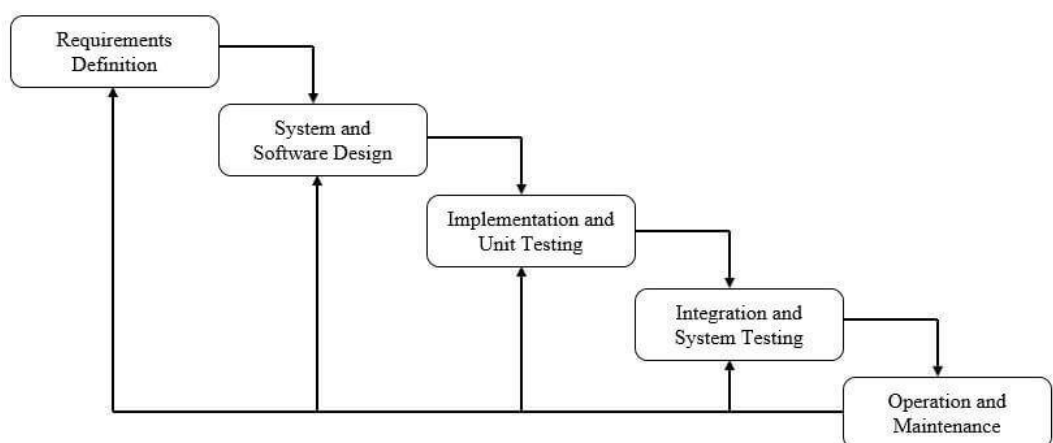 Requirements
Definition
System and
Software Design
Implementation and
Unit Testing
Integration and
System Testing
Operation and
Maintenance